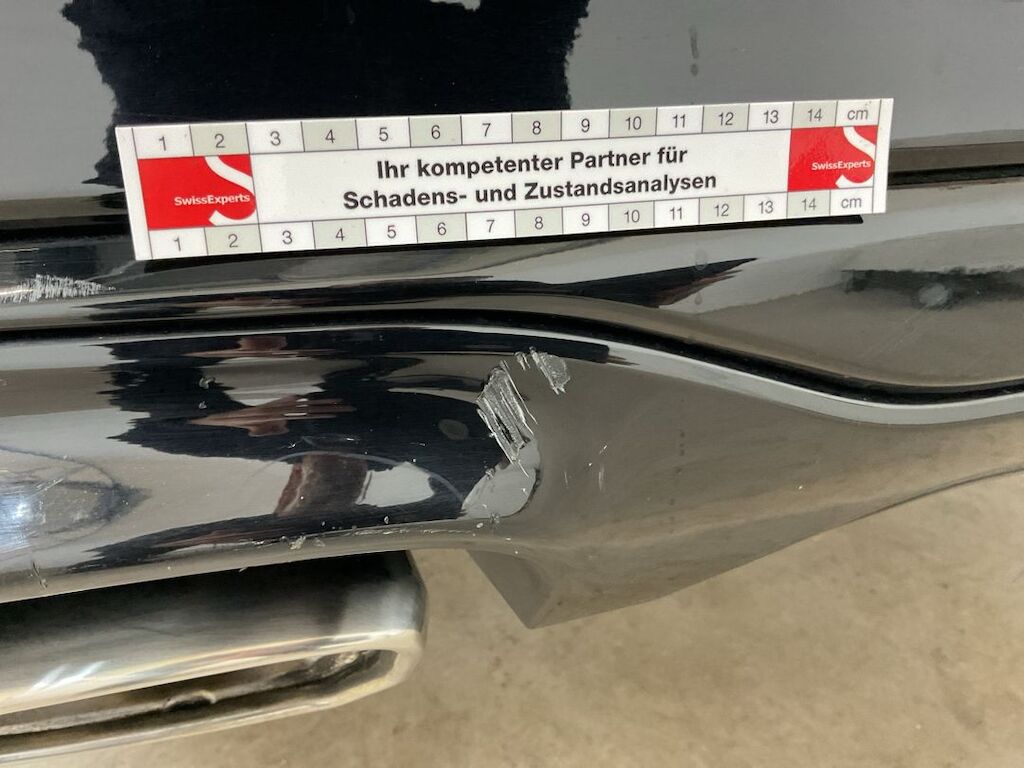 1 2 3 4 5 6 7 8 9 10 11 12 13 14 cm
SwissExperts
Ihr kompetenter Partner für
Schadens- und Zustandsanalysen
SwissExperts
1 2 3 4 5 6 7 8 9 10 11 12 13 14 cm